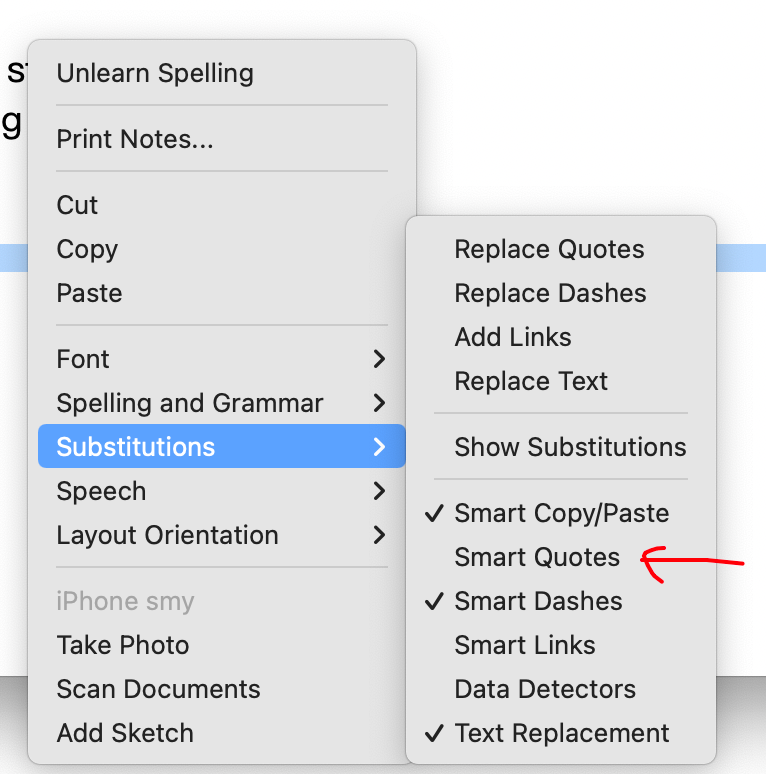 Unlearn Spelling
Print Notes...
Cut
Copy
Paste
Font
Spelling and Grammar
Substitutions
Speech
Layout Orientation
iPhone smy
Take Photo
Scan Documents
Add Sketch
Replace Quotes
Replace Dashes
Add Links
Replace Text
Show Substitutions
Smart Copy/Paste
Smart Quotes
Smart Dashes
Smart Links
Data Detectors
Text Replacement